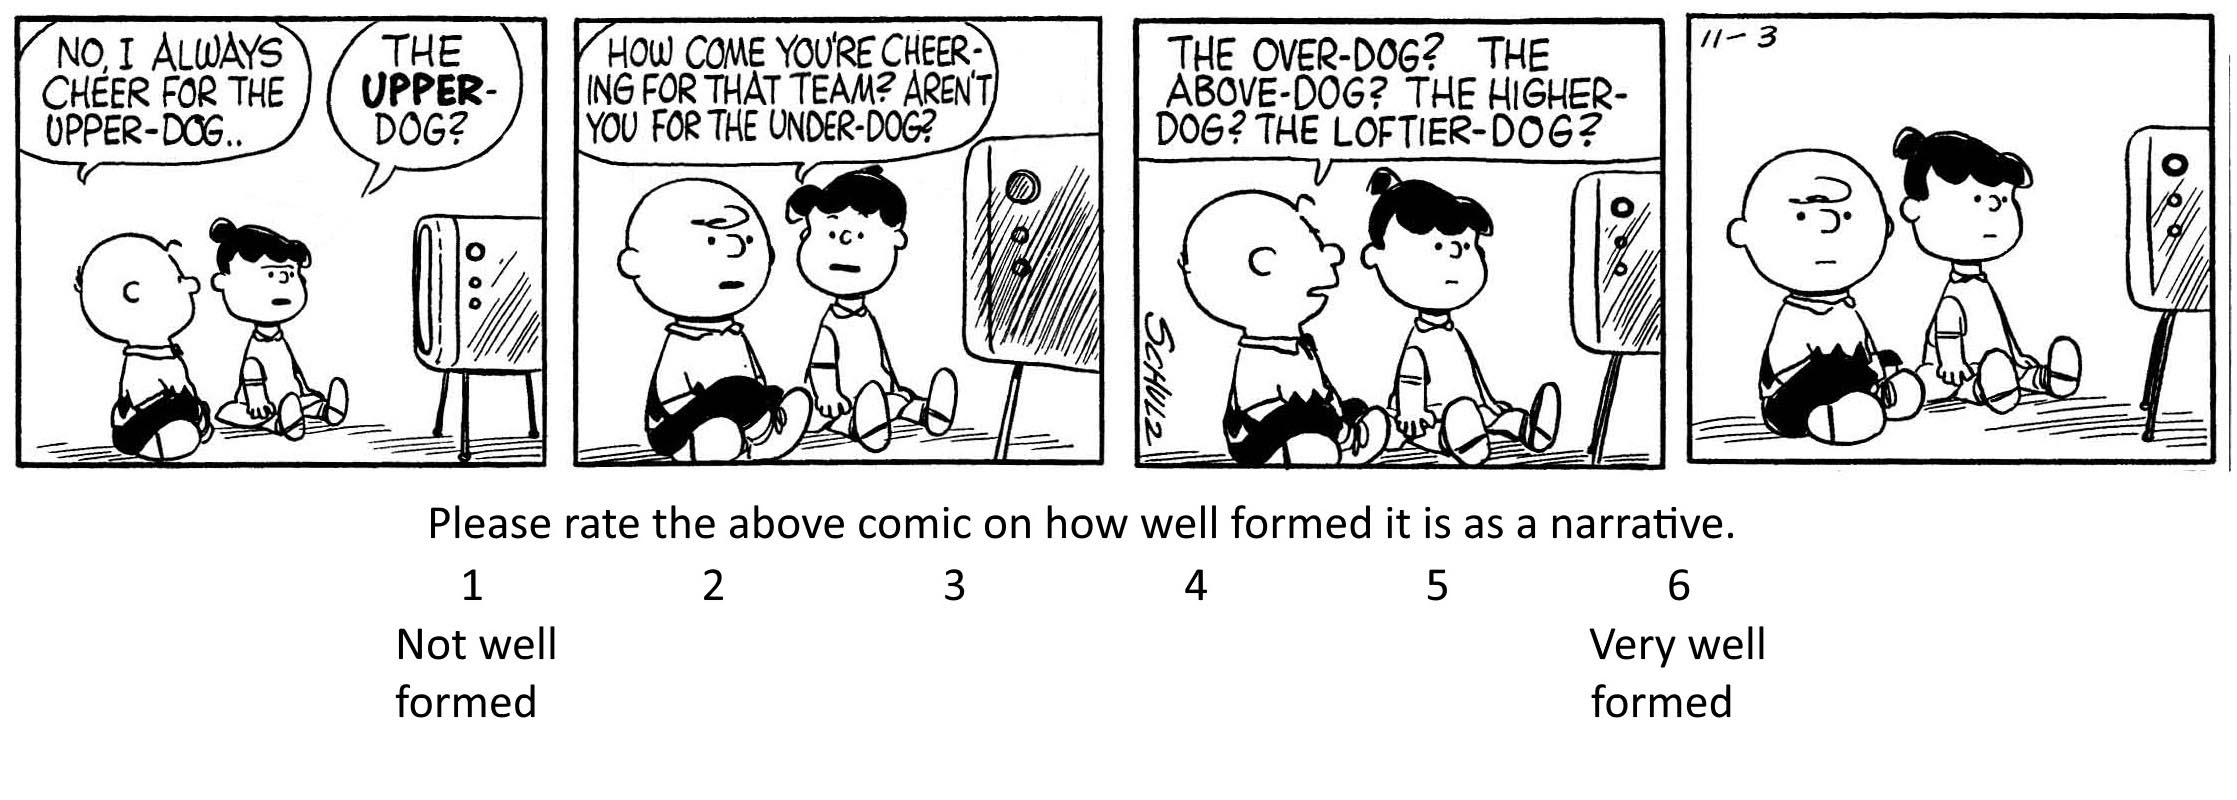 NO, I ALWAYS
CHEER FOR THE
UPPER-DOG..
THE
UPPER-
DOG?
HOW COME YOU'RE CHEER-
ING FOR THAT TEAM? AREN'T
YOU FOR THE UNDER-DOG?
THE OVER-DOG? THE
ABOVE-DOG? THE HIGHER-
DOG? THE LOFTIER-DOG?
SCHULZ
11-3
Please rate the above comic on how well formed it is as a narrative.
1 2 3 4 5 6
Not well
formed
Very well
formed